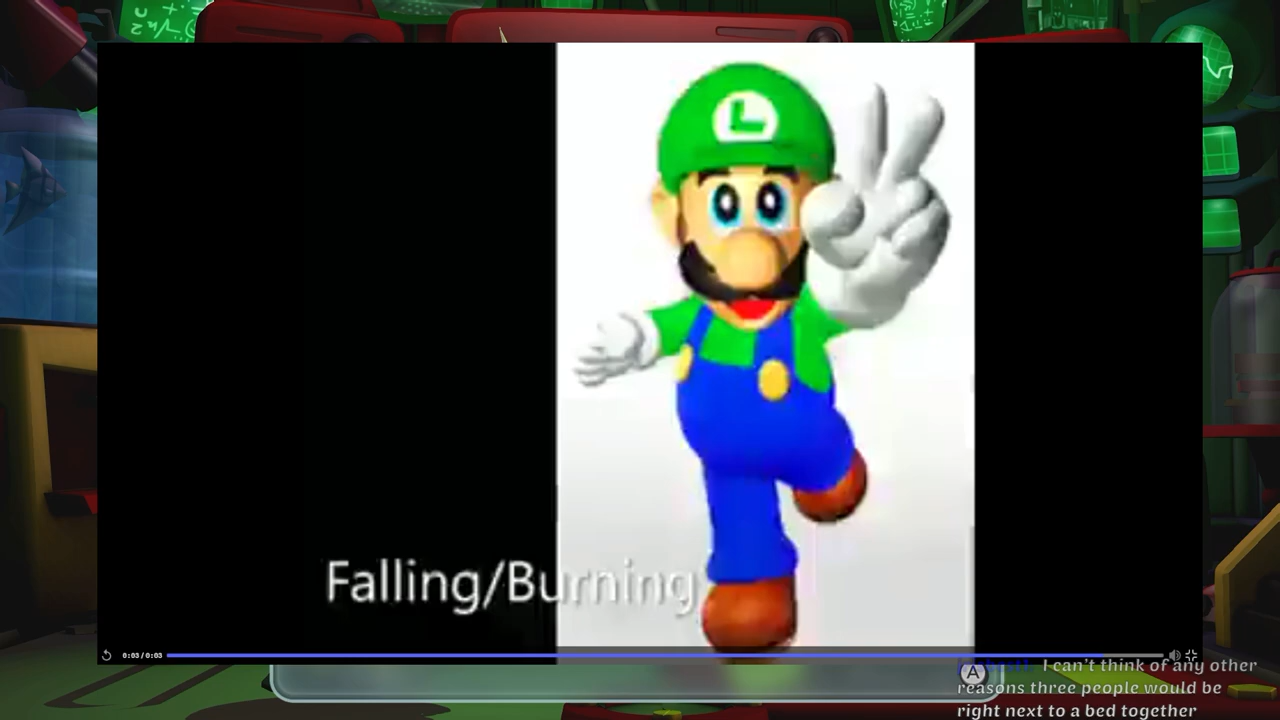 L
Falling/Burning
0:03/0:03
A
I can't think of any other
reasons three people would be
right next to a bed together